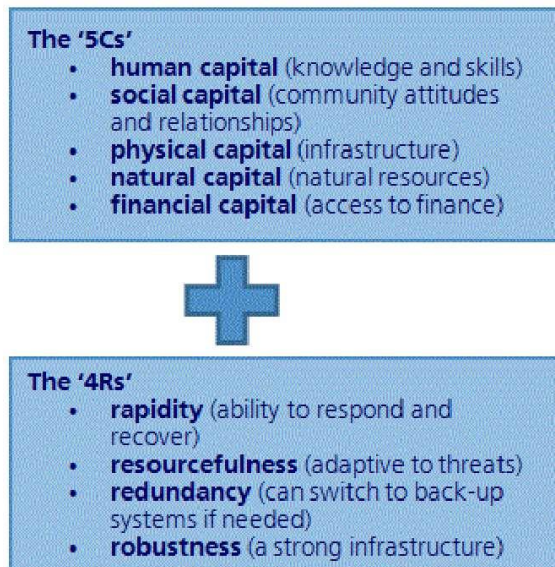 The ‘5Cs’
• human capital (knowledge and skills)
• social capital (community attitudes
and relationships)
• physical capital (infrastructure)
• natural capital (natural resources)
• financial capital (access to finance)
The ‘4Rs’
• rapidity (ability to respond and
recover)
• resourcefulness (adaptive to threats)
• redundancy (can switch to back-up
systems if needed)
• robustness (a strong infrastructure)